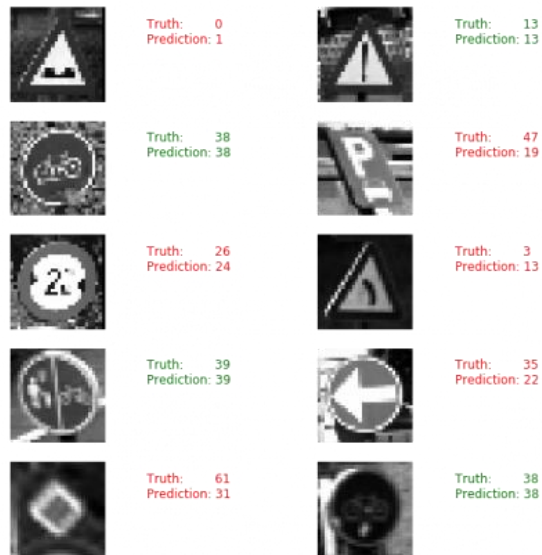 Truth: 0
Prediction: 1
Truth: 13
Prediction: 13
Truth: 38
Prediction: 38
P
Truth: 47
Prediction: 19
Truth: 26
Prediction: 24
Truth: 3
Prediction: 13
Truth: 39
Prediction: 39
Truth: 35
Prediction: 22
Truth: 61
Prediction: 31
Truth: 38
Prediction: 38